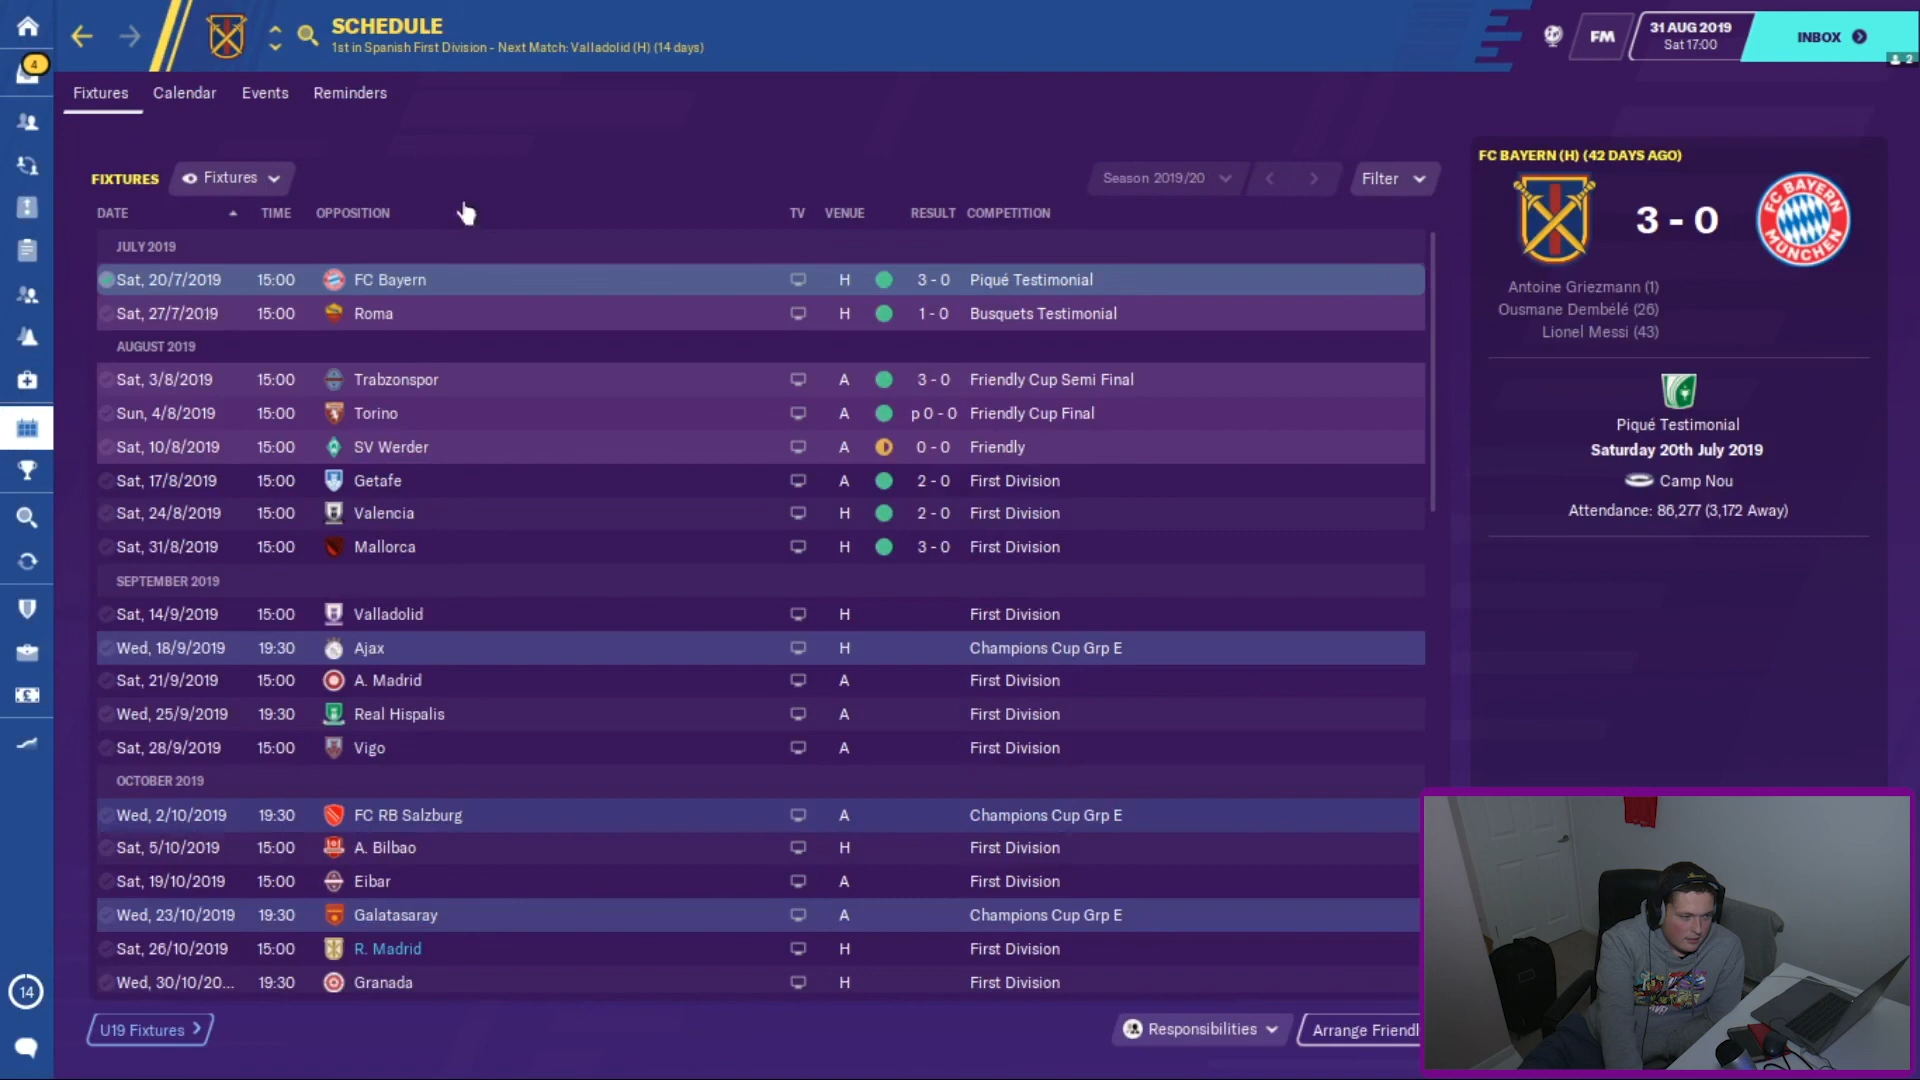 SCHEDULE
1st in Spanish First Division - Next Match: Valladolid (H) (14 days)
FM
31 AUG 2019
Sat 17:00
INBOX
2
4
Fixtures Calendar Events Reminders
FIXTURES Fixtures Season 2019/20 Filter
DATE TIME OPPOSITION TV VENUE RESULT COMPETITION
JULY 2019
Sat, 20/7/2019 15:00 FC Bayern H 3 - 0 Piqué Testimonial
Sat, 27/7/2019 15:00 Roma H 1 - 0 Busquets Testimonial
AUGUST 2019
Sat, 3/8/2019 15:00 Trabzonspor A 3 - 0 Friendly Cup Semi Final
Sun, 4/8/2019 15:00 Torino A p 0 - 0 Friendly Cup Final
Sat, 10/8/2019 15:00 SV Werder A 0 - 0 Friendly
Sat, 17/8/2019 15:00 Getafe A 2 - 0 First Division
Sat, 24/8/2019 15:00 Valencia H 2 - 0 First Division
Sat, 31/8/2019 15:00 Mallorca H 3 - 0 First Division
SEPTEMBER 2019
Sat, 14/9/2019 15:00 Valladolid H First Division
Wed, 18/9/2019 19:30 Ajax H Champions Cup Grp E
Sat, 21/9/2019 15:00 A. Madrid A First Division
Wed, 25/9/2019 19:30 Real Hispalis A First Division
Sat, 28/9/2019 15:00 Vigo A First Division
OCTOBER 2019
Wed, 2/10/2019 19:30 FC RB Salzburg A Champions Cup Grp E
Sat, 5/10/2019 15:00 A. Bilbao H First Division
Sat, 19/10/2019 15:00 Eibar A First Division
Wed, 23/10/2019 19:30 Galatasaray A Champions Cup Grp E
Sat, 26/10/2019 15:00 R. Madrid H First Division
Wed, 30/10/20... 19:30 Granada H First Division
14
U19 Fixtures
Responsibilities
Arrange Friendl
FC BAYERN (H) (42 DAYS AGO)
3 - 0
FC BAYERN
MÜNCHEN
Antoine Griezmann (1)
Ousmane Dembélé (26)
Lionel Messi (43)
Piqué Testimonial
Saturday 20th July 2019
Camp Nou
Attendance: 86,277 (3,172 Away)